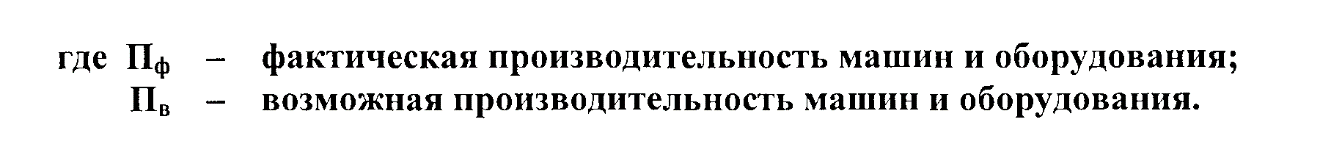 где Пф – фактическая производительность машин и оборудования;
Пв – возможная производительность машин и оборудования.